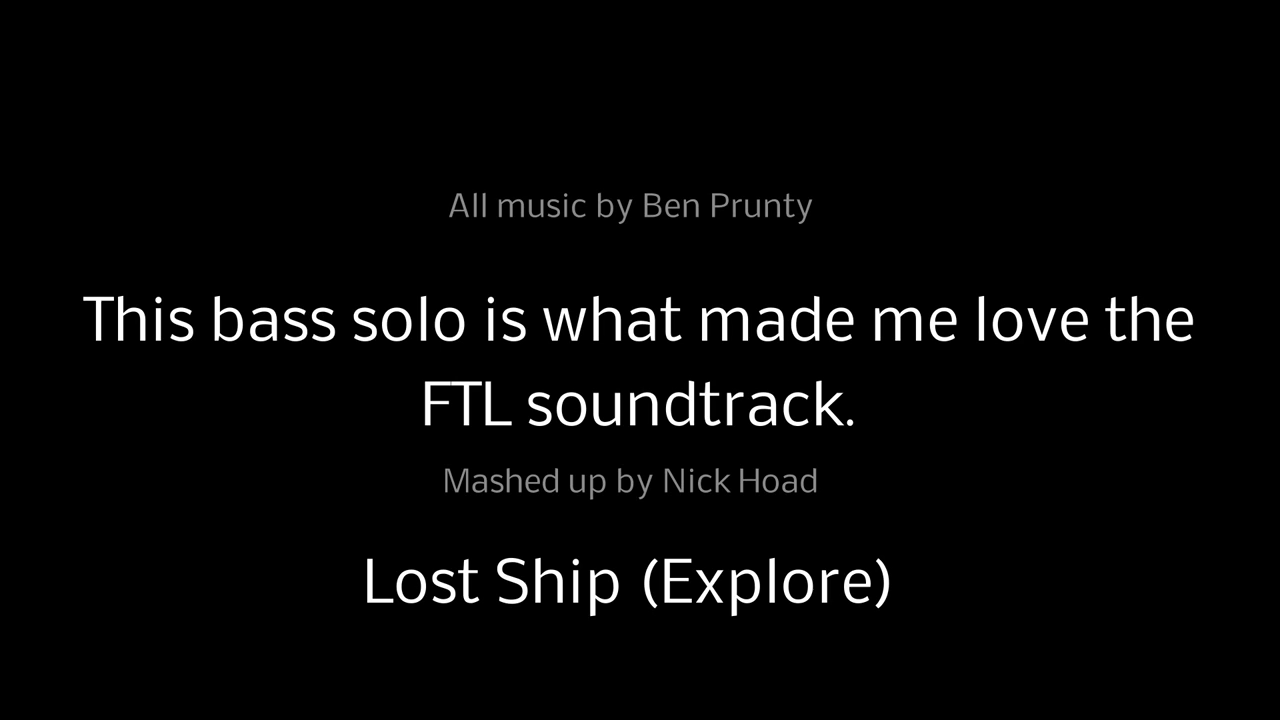 All music by Ben Prunty
This bass solo is what made me love the
FTL soundtrack.
Mashed up by Nick Hoad
Lost Ship (Explore)